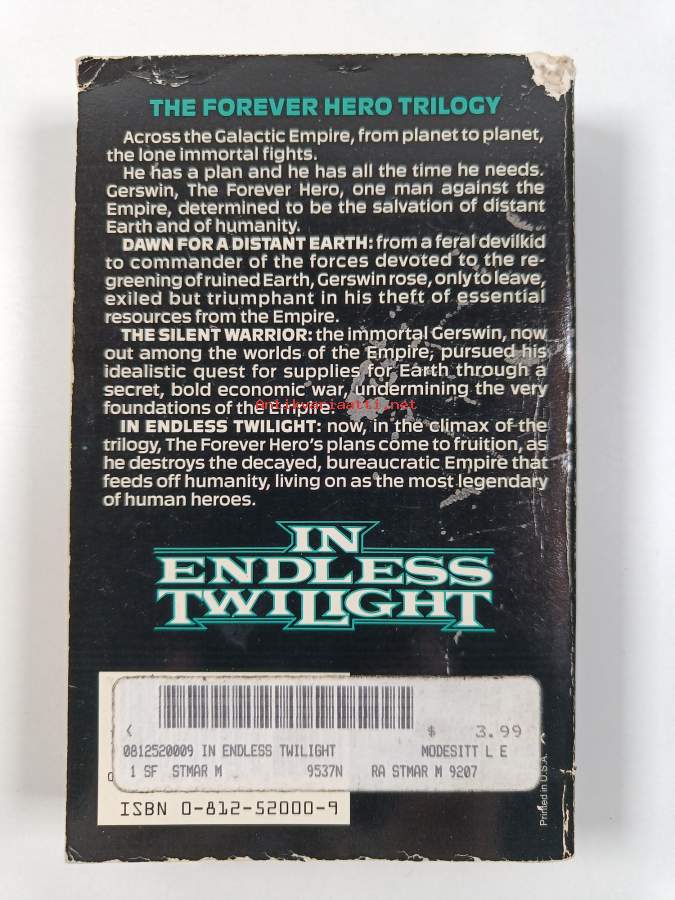 THE FOREVER HERO TRILOGY
Across the Galactic Empire, from planet to planet,
the lone immortal fights.
He has a plan and he has all the time he needs.
Gerswin, The Forever Hero, one man against the
Empire, determined to be the salvation of distant
Earth and of humanity.
DAWN FOR A DISTANT EARTH: from a feral devilkid
to commander of the forces devoted to the re-
greening of ruined Earth, Gerswin rose, only to leave,
exiled but triumphant in his theft of essential
resources from the Empire.
THE SILENT WARRIOR: the immortal Gerswin, now
out among the worlds of the Empire, pursued his
idealistic quest for supplies for Earth through a
secret, bold economic war, undermining the very
foundations of the
Antikvariaatti.net
IN ENDLESS TWILIGHT: now, in the climax of the
trilogy, The Forever Hero's plans come to fruition, as
he destroys the decayed, bureaucratic Empire that
feeds off humanity, living on as the most legendary
of human heroes.
IN
ENDLESS
TWILIGHT
< $ 3.99
0812520009 IN ENDLESS TWILIGHT MODESITT L E
1 SF STMAR M 9537N RA STMAR M 9207
ISBN 0-812-52000-9
Printed in U.S.A.